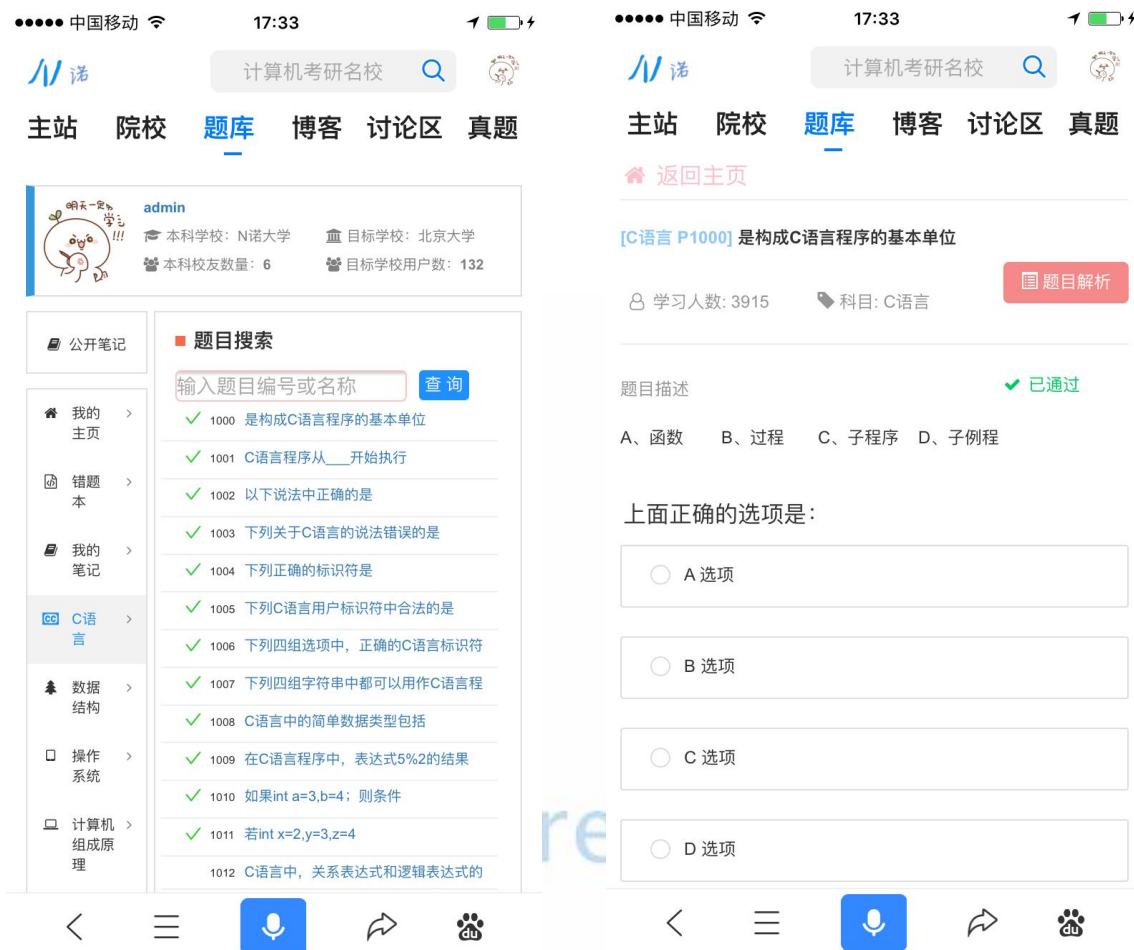 中国移动 17:33
诺 计算机考研名校
主站 院校 题库 博客 讨论区 真题
明天一定为
学习
!!!
admin
本科学校：N诺大学 目标学校：北京大学
本科校友数量：6 目标学校用户数：132
公开笔记
我的
主页
错题
本
我的
笔记
C语
言
数据
结构
操作
系统
计算机
组成原
理
题目搜索
输入题目编号或名称 查 询
1000 是构成C语言程序的基本单位
1001 C语言程序从___开始执行
1002 以下说法中正确的是
1003 下列关于C语言的说法错误的是
1004 下列正确的标识符是
1005 下列C语言用户标识符中合法的是
1006 下列四组选项中，正确的C语言标识符
1007 下列四组字符串中都可以用作C语言程
1008 C语言中的简单数据类型包括
1009 在C语言程序中，表达式5%2的结果
1010 如果int a=3,b=4；则条件
1011 若int x=2,y=3,z=4
1012 C语言中，关系表达式和逻辑表达式的
du
中国移动 17:33
诺 计算机考研名校
主站 院校 题库 博客 讨论区 真题
返回主页
[C语言 P1000] 是构成C语言程序的基本单位
题目解析
学习人数: 3915 科目: C语言
题目描述 已通过
A、函数 B、过程 C、子程序 D、子例程
上面正确的选项是：
A 选项
B 选项
C 选项
D 选项
du
re